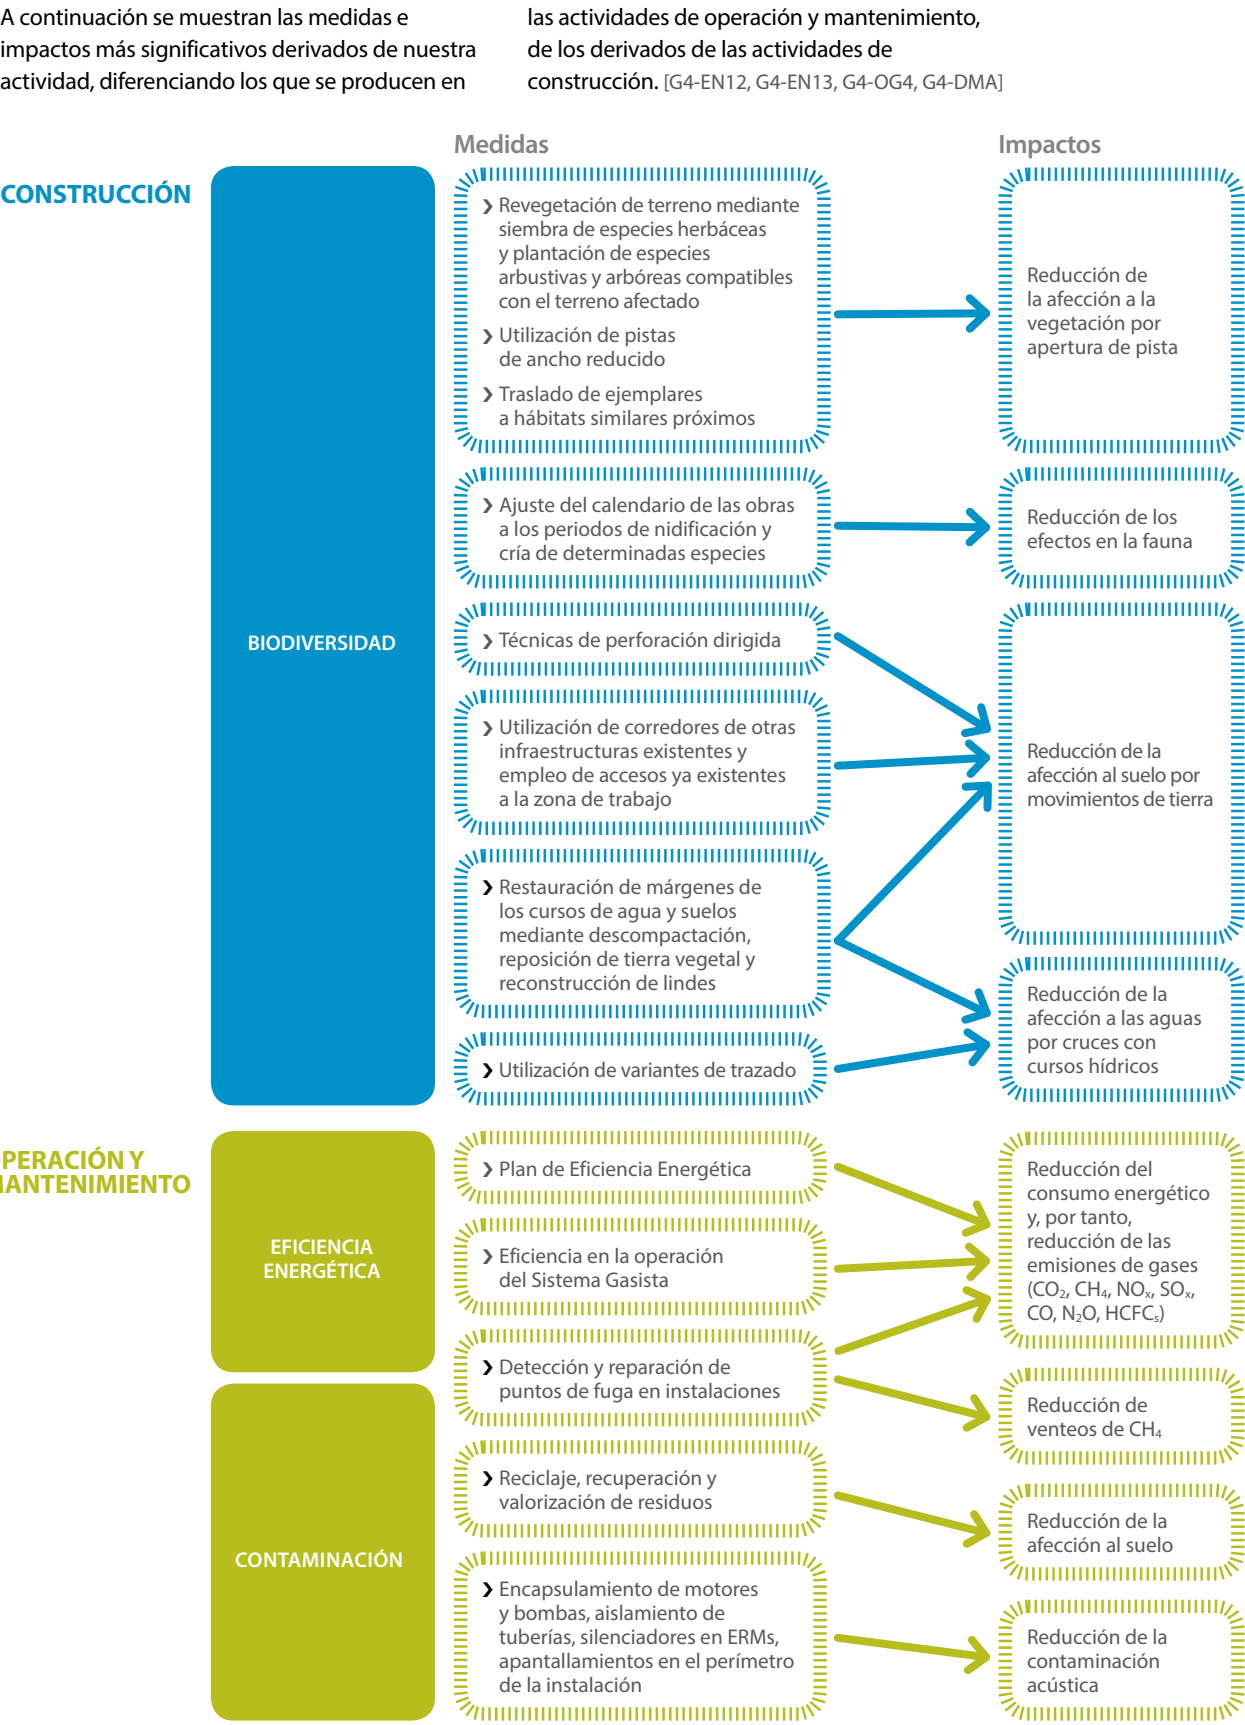 A continuación se muestran las medidas e
impactos más significativos derivados de nuestra
actividad, diferenciando los que se producen en
las actividades de operación y mantenimiento,
de los derivados de las actividades de
construcción. [G4-EN12, G4-EN13, G4-OG4, G4-DMA]
Medidas
Impactos
CONSTRUCCIÓN
BIODIVERSIDAD
❯ Revegetación de terreno mediante
siembra de especies herbáceas
y plantación de especies
arbustivas y arbóreas compatibles
con el terreno afectado
❯ Utilización de pistas
de ancho reducido
❯ Traslado de ejemplares
a hábitats similares próximos
Reducción de
la afección a la
vegetación por
apertura de pista
❯ Ajuste del calendario de las obras
a los periodos de nidificación y
cría de determinadas especies
Reducción de los
efectos en la fauna
❯ Técnicas de perforación dirigida
❯ Utilización de corredores de otras
infraestructuras existentes y
empleo de accesos ya existentes
a la zona de trabajo
Reducción de la
afección al suelo por
movimientos de tierra
❯ Restauración de márgenes de
los cursos de agua y suelos
mediante descompactación,
reposición de tierra vegetal y
reconstrucción de lindes
❯ Utilización de variantes de trazado
Reducción de la
afección a las aguas
por cruces con
cursos hídricos
PERACIÓN Y
MANTENIMIENTO
EFICIENCIA
ENERGÉTICA
❯ Plan de Eficiencia Energética
❯ Eficiencia en la operación
del Sistema Gasista
Reducción del
consumo energético
y, por tanto,
reducción de las
emisiones de gases
(CO₂, CH₄, NOₓ, SOₓ,
CO, N₂O, HCFCₛ)
❯ Detección y reparación de
puntos de fuga en instalaciones
Reducción de
venteos de CH₄
CONTAMINACIÓN
❯ Reciclaje, recuperación y
valorización de residuos
Reducción de la
afección al suelo
❯ Encapsulamiento de motores
y bombas, aislamiento de
tuberías, silenciadores en ERMs,
apantallamientos en el perímetro
de la instalación
Reducción de la
contaminación
acústica